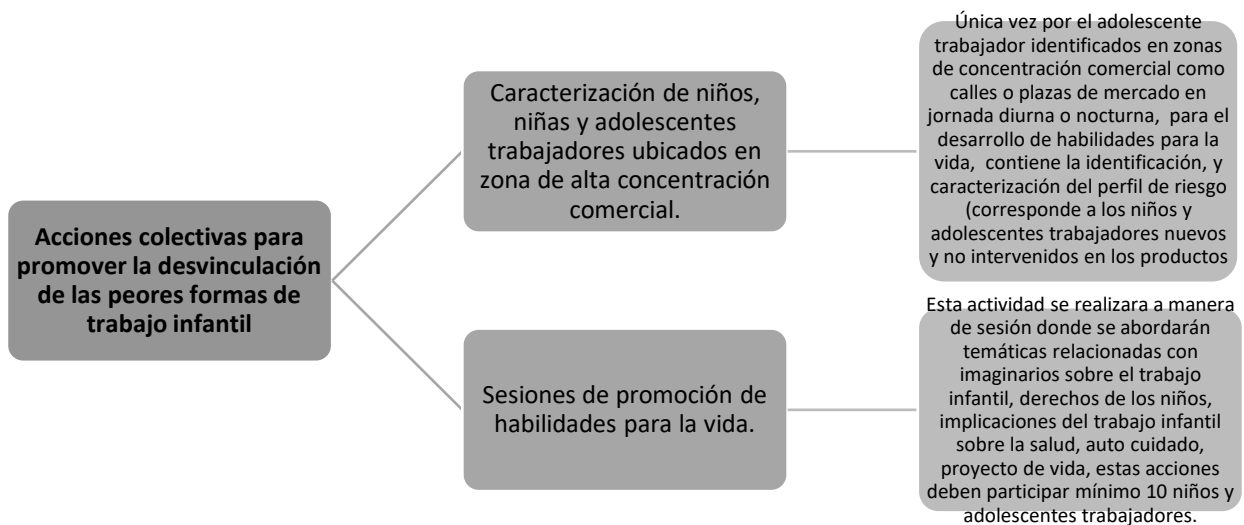 Acciones colectivas para
promover la desvinculación
de las peores formas de
trabajo infantil
Caracterización de niños,
niñas y adolescentes
trabajadores ubicados en
zona de alta concentración
comercial.
Única vez por el adolescente
trabajador identificados en zonas
de concentración comercial como
calles o plazas de mercado en
jornada diurna o nocturna, para el
desarrollo de habilidades para la
vida, contiene la identificación, y
caracterización del perfil de riesgo
(corresponde a los niños y
adolescentes trabajadores nuevos
y no intervenidos en los productos
Sesiones de promoción de
habilidades para la vida.
Esta actividad se realizara a manera
de sesión donde se abordarán
temáticas relacionadas con
imaginarios sobre el trabajo
infantil, derechos de los niños,
implicaciones del trabajo infantil
sobre la salud, auto cuidado,
proyecto de vida, estas acciones
deben participar mínimo 10 niños y
adolescentes trabajadores.